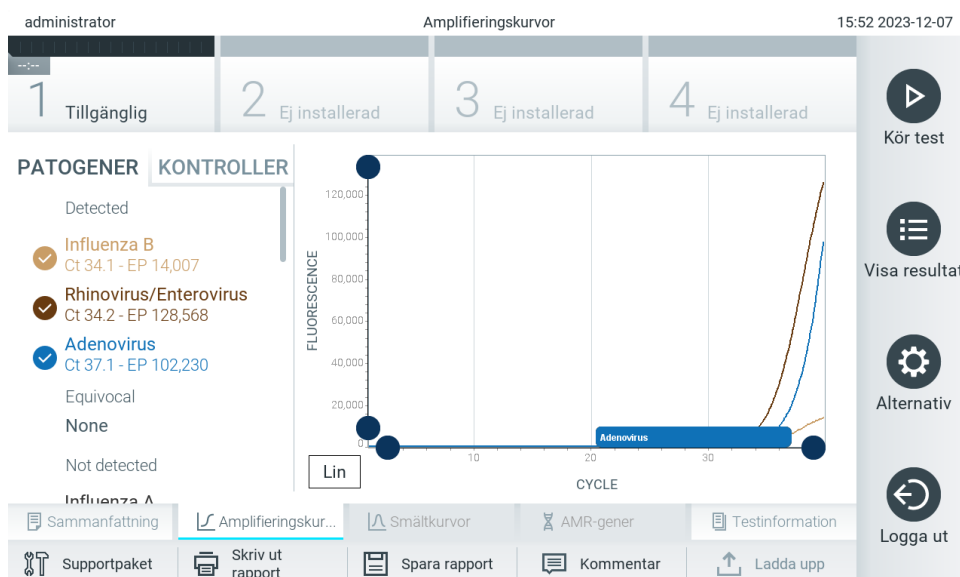 administrator
Amplifieringskurvor
15:52 2023-12-07
--:--
1 Tillgänglig
2 Ej installerad
3 Ej installerad
4 Ej installerad
Kör test
Visa resultat
Alternativ
Logga ut
PATOGENER
KONTROLLER
Detected
Influenza B
Ct 34.1 - EP 14,007
Rhinovirus/Enterovirus
Ct 34.2 - EP 128,568
Adenovirus
Ct 37.1 - EP 102,230
Equivocal
None
Not detected
Influenza A
FLUORESCENCE
120,000
100,000
80,000
60,000
40,000
20,000
0
Adenovirus
10
20
30
CYCLE
Lin
Sammanfattning
Amplifieringskur...
Smältkurvor
AMR-gener
Testinformation
Supportpaket
Skriv ut
rapport
Spara rapport
Kommentar
Ladda upp